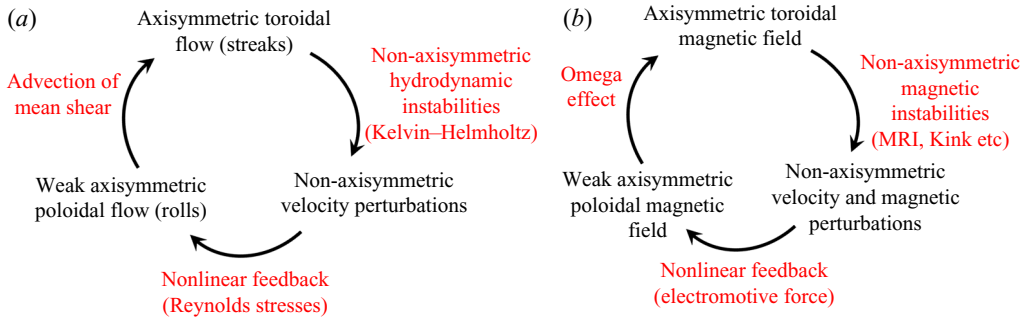 (a)
Axisymmetric toroidal
flow (streaks)
Advection of
mean shear
Non-axisymmetric
hydrodynamic
instabilities
(Kelvin–Helmholtz)
Weak axisymmetric
poloidal flow (rolls)
Non-axisymmetric
velocity perturbations
Nonlinear feedback
(Reynolds stresses)
(b)
Axisymmetric toroidal
magnetic field
Omega
effect
Non-axisymmetric
magnetic
instabilities
(MRI, Kink etc)
Weak axisymmetric
poloidal magnetic
field
Non-axisymmetric
velocity and magnetic
perturbations
Nonlinear feedback
(electromotive force)